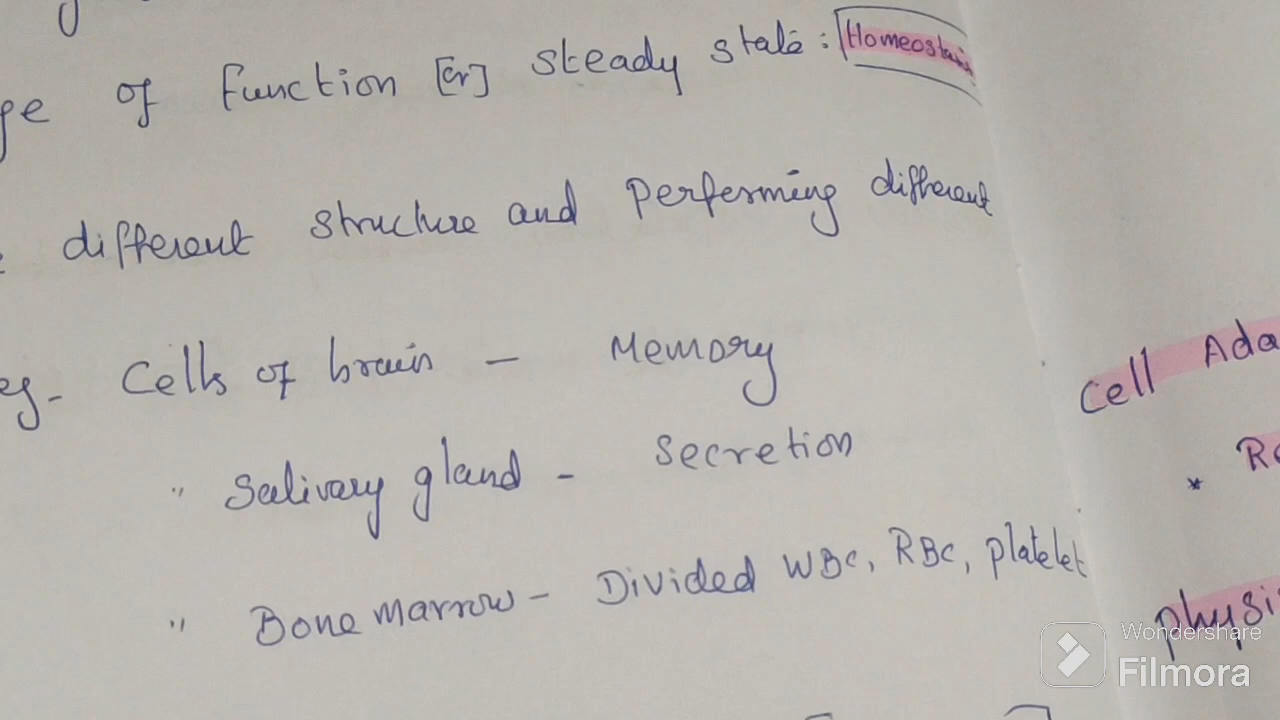 of Function [or] steady state : Homeostasis
different structure and Performing different
eg- Cells of brain - Memory
" Salivary gland - Secretion
" Bone marrow - Divided WBC, RBC, platelet
Cell
*
Wondershare
Filmora